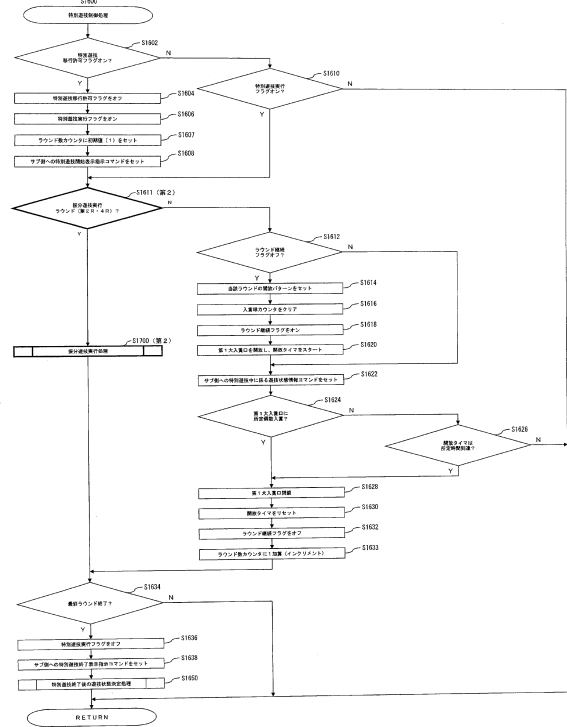 S1600
特別遊技制御処理
S1602
特別遊技
移行許可フラグオン？
N
Y
S1610
特別遊技実行
フラグオン？
N
Y
特別遊技移行許可フラグをオフ
S1604
特別遊技実行フラグをオン
S1606
ラウンド数カウンタに初期値（1）をセット
S1607
サブ側への特別遊技開始表示指示コマンドをセット
S1608
S1611（第２）
振分遊技実行
ラウンド（第２Ｒ・４Ｒ）？
N
Y
S1612
ラウンド継続
フラグオフ？
N
Y
当該ラウンドの開放パターンをセット
S1614
入賞球カウンタをクリア
S1616
ラウンド継続フラグをオン
S1618
第１大入賞口を開放し、開放タイマをスタート
S1620
S1700（第２）
振分遊技実行処理
サブ側への特別遊技中に係る遊技状態情報コマンドをセット
S1622
S1624
第１大入賞口に
所定個数入賞？
N
Y
S1626
開放タイマは
所定時間到達？
N
Y
第１大入賞口閉鎖
S1628
開放タイマをリセット
S1630
ラウンド継続フラグをオフ
S1632
ラウンド数カウンタに１加算（インクリメント）
S1633
S1634
最終ラウンド終了？
N
Y
特別遊技実行フラグをオフ
S1636
サブ側への特別遊技終了表示指示コマンドをセット
S1638
特別遊技終了後の遊技状態決定処理
S1650
ＲＥＴＵＲＮ